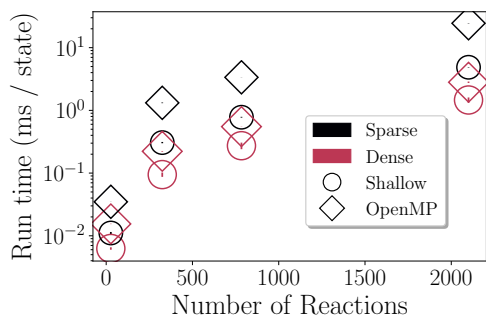 Run time (ms / state)
10^1
10^0
10^{-1}
10^{-2}
Sparse
Dense
Shallow
OpenMP
0 500 1000 1500 2000
Number of Reactions